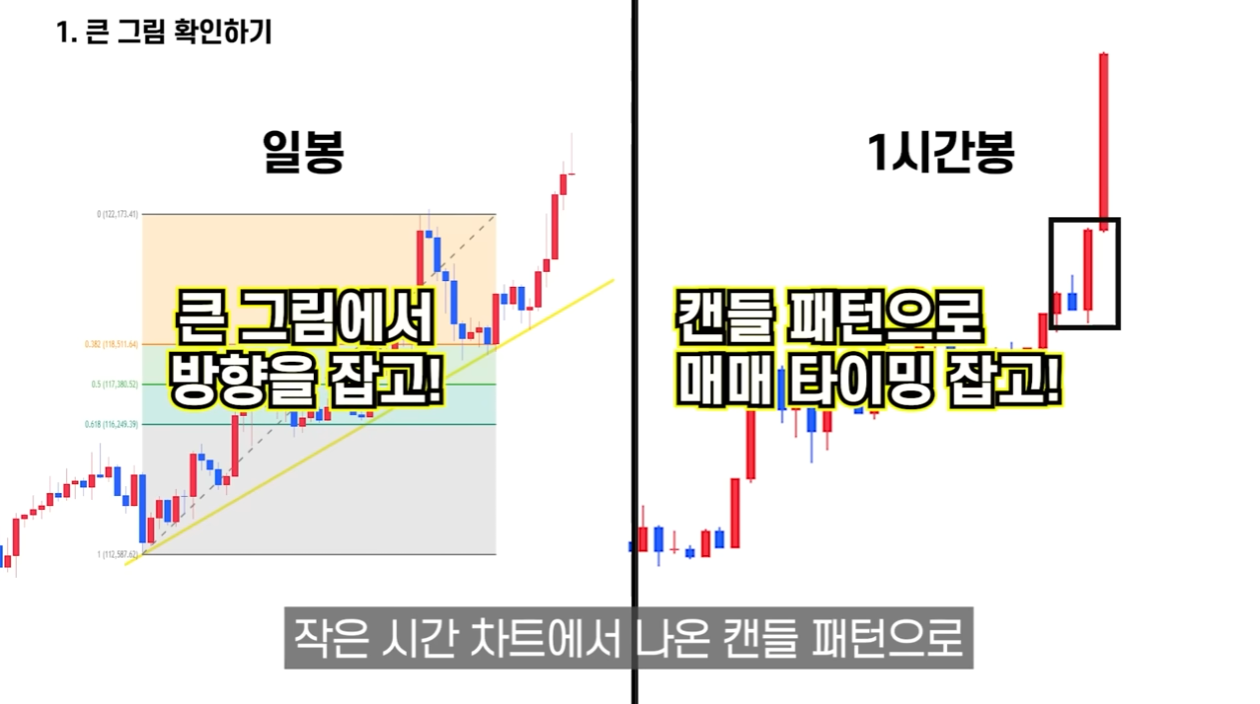 1. 큰 그림 확인하기
일봉
1시간봉
0 (122,173.41)
큰 그림에서
방향을 잡고!
캔들 패턴으로
매매 타이밍 잡고!
0.382 (118,511.64)
0.5 (117,380.52)
0.618 (116,249.39)
1 (112,587.62)
작은 시간 차트에서 나온 캔들 패턴으로